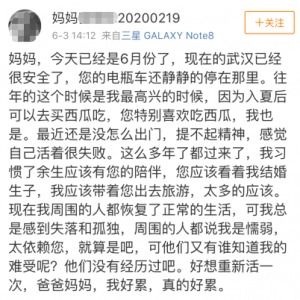 妈妈 20200219
6-3 14:12 来自三星 GALAXY Note8
+关注
妈妈，今天已经是6月份了，现在的武汉已经
很安全了，您的电瓶车还静静的停在那里。往
年的这个时候是我最高兴的时候，因为入夏后
可以去买西瓜吃，您特别喜欢吃西瓜，我也
是。最近还是没怎么出门，提不起精神，感觉
自己活着很失败。这么多年了都过来了，我习
惯了余生应该有您的陪伴，您应该看着我结婚
生子，我应该带着您出去旅游，太多的应该。
现在我周围的人都恢复了正常的生活，可我总
是感到失落和孤独，周围的人都说我是懦弱，
太依赖您，就算是吧，可他们又有谁知道我的
难受呢？他们没有经历过吧。好想重新活一
次，爸爸妈妈，我好累，真的好累。